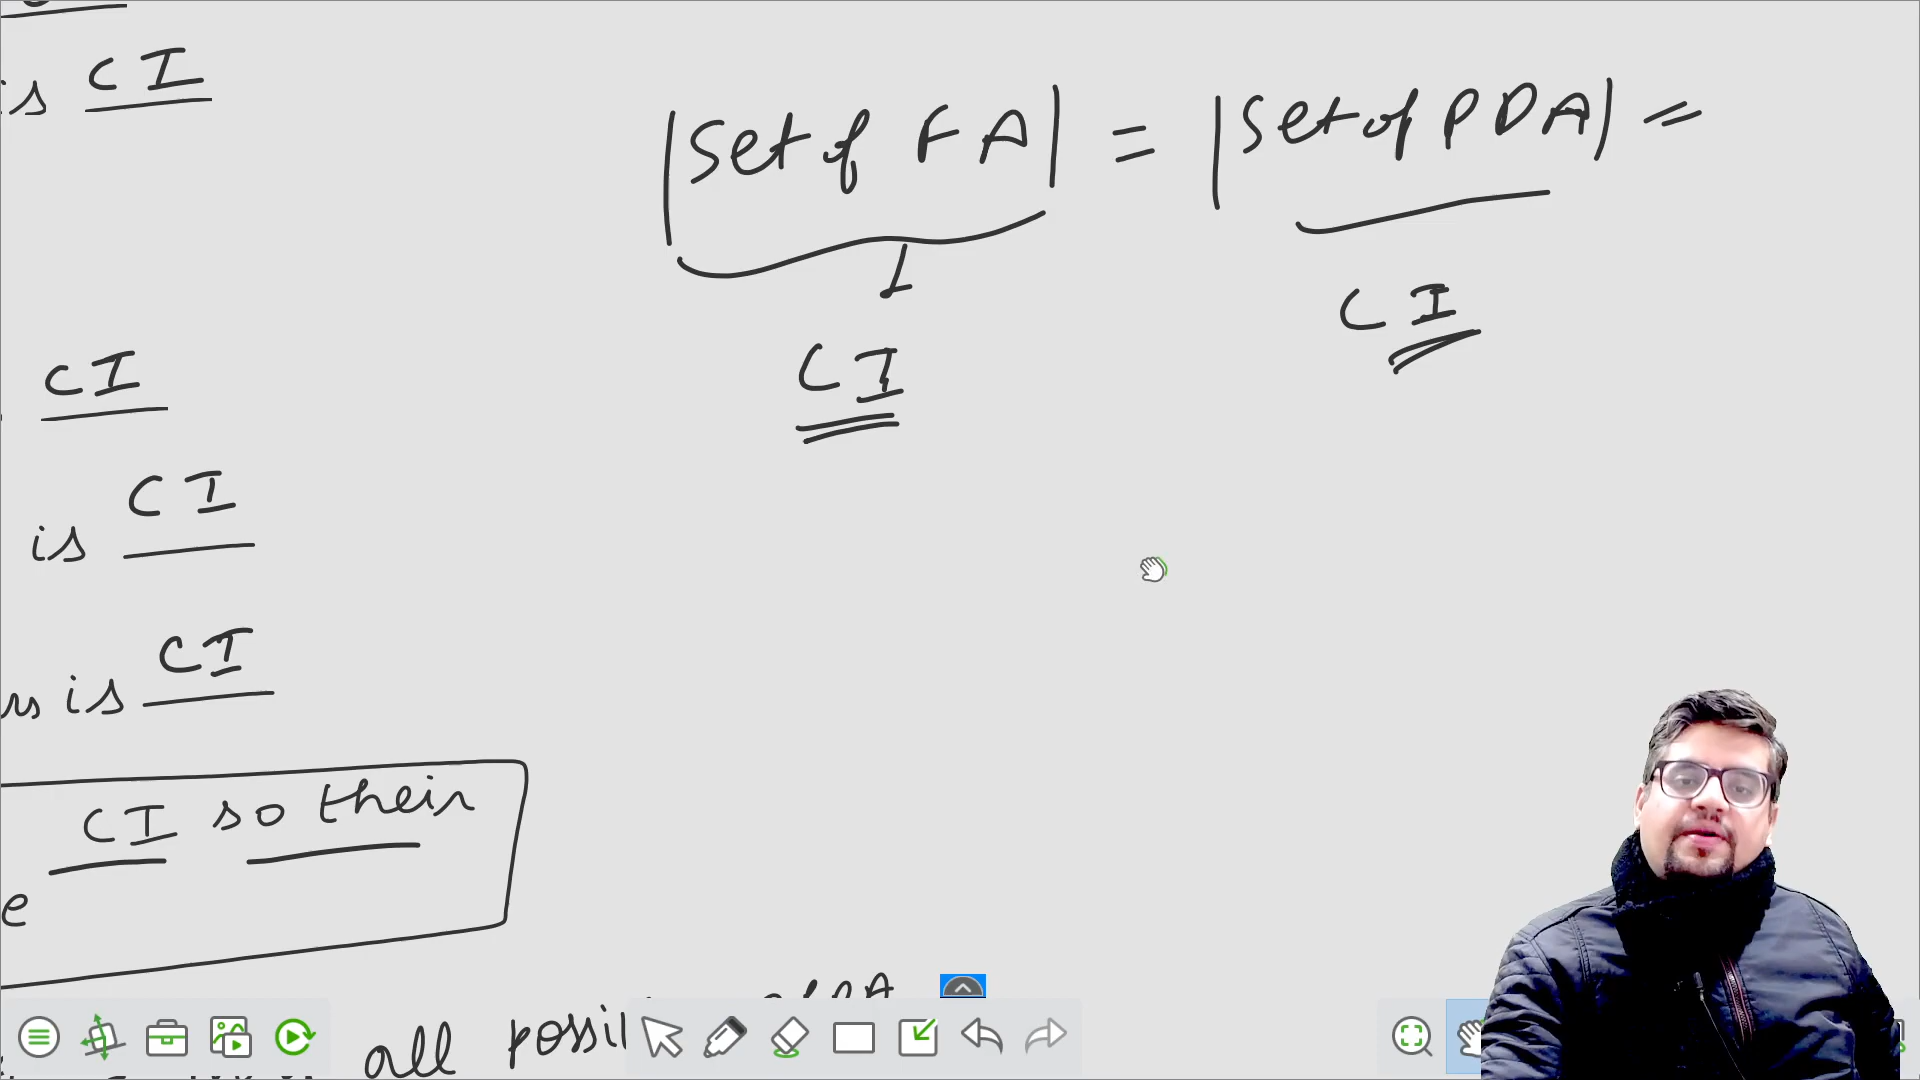 is CI
|Set of FA| = |Set of PDA| =
CI
CI
CI
is CI
is CI
CI so their
e
all